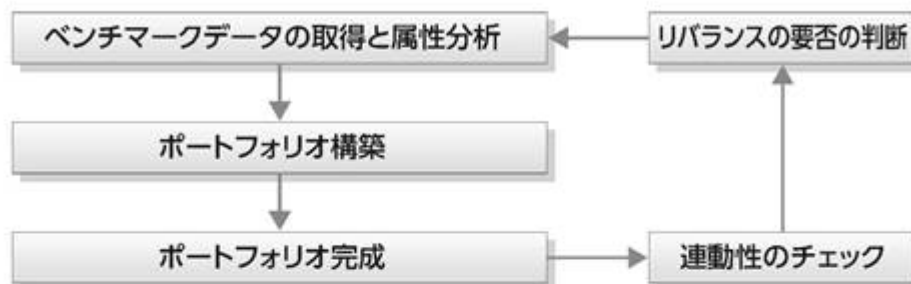 ベンチマークデータの取得と属性分析
リバランスの要否の判断
ポートフォリオ構築
ポートフォリオ完成
連動性のチェック